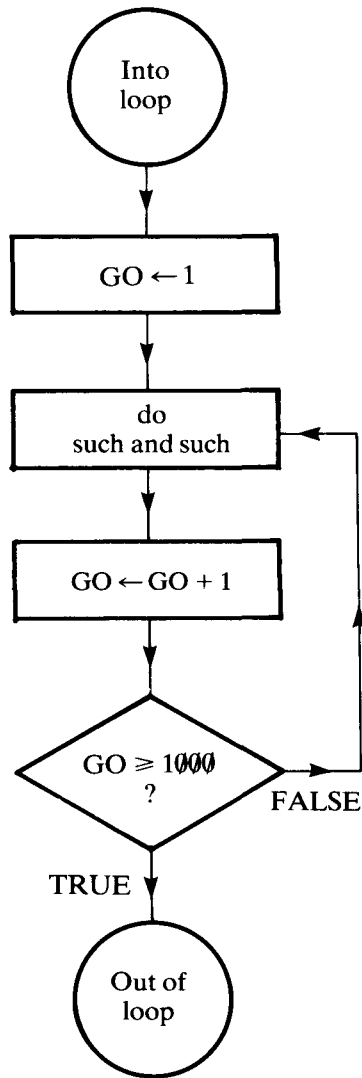 Into
loop
GO ← 1
do
such and such
GO ← GO + 1
GO ⩾ 1000
?
FALSE
TRUE
Out of
loop